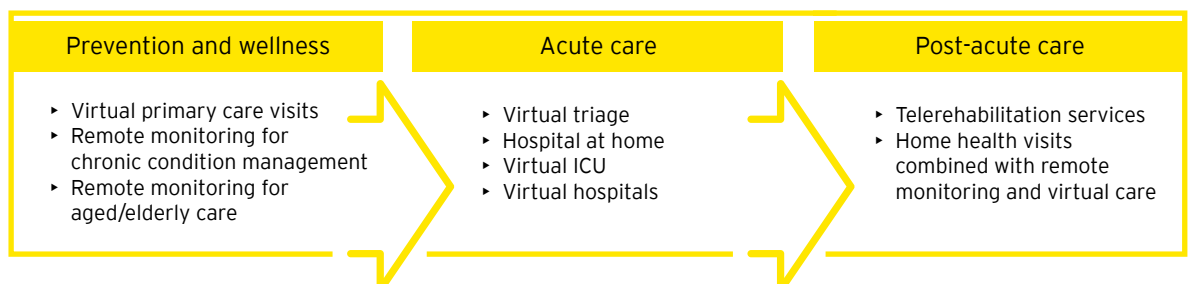 Prevention and wellness
‣ Virtual primary care visits
‣ Remote monitoring for
chronic condition management
‣ Remote monitoring for
aged/elderly care
Acute care
‣ Virtual triage
‣ Hospital at home
‣ Virtual ICU
‣ Virtual hospitals
Post-acute care
‣ Telerehabilitation services
‣ Home health visits
combined with remote
monitoring and virtual care